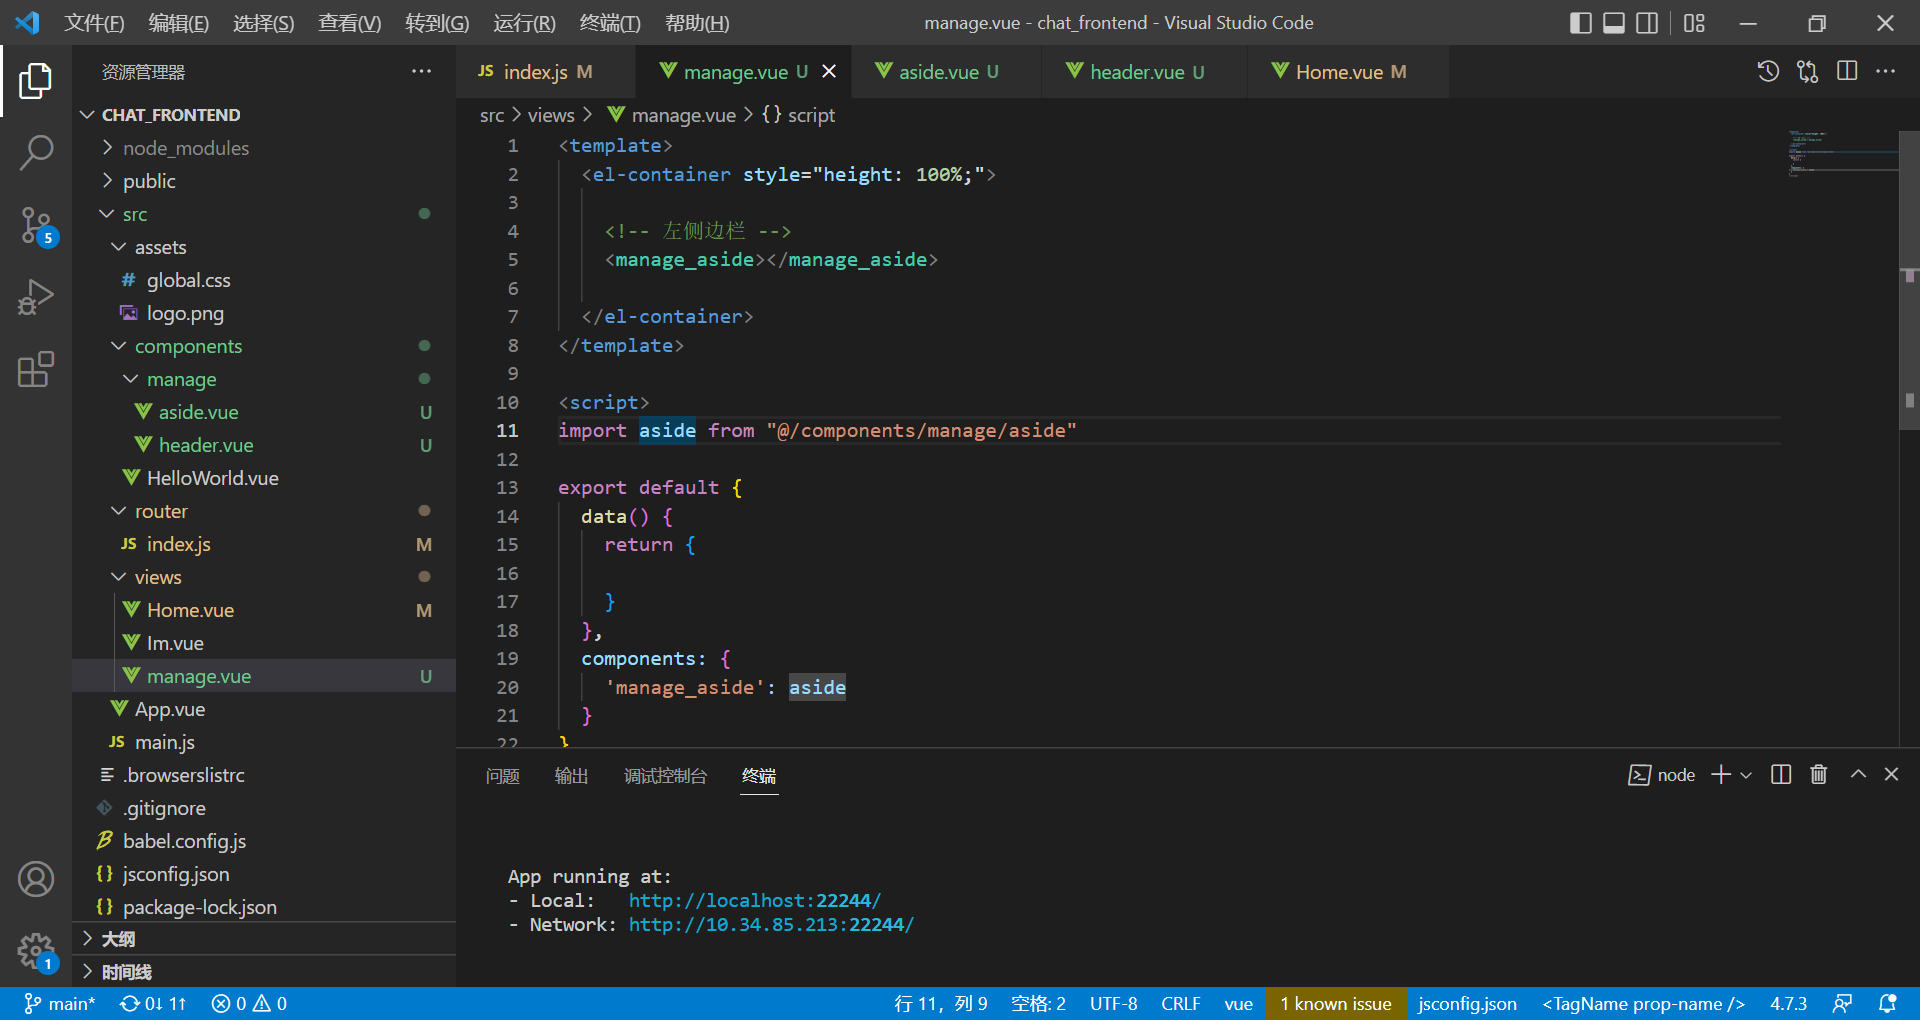 文件(F) 编辑(E) 选择(S) 查看(V) 转到(G) 运行(R) 终端(T) 帮助(H) manage.vue - chat_frontend - Visual Studio Code
资源管理器
CHAT_FRONTEND
node_modules
public
src
assets
# global.css
logo.png
components
manage
aside.vue U
header.vue U
HelloWorld.vue
router
JS index.js M
views
Home.vue M
Im.vue
manage.vue U
App.vue
JS main.js
.browserslistrc
.gitignore
babel.config.js
{} jsconfig.json
{} package-lock.json
大纲
时间线
5
1
JS index.js M manage.vue U aside.vue U header.vue U Home.vue M
src > views > manage.vue > {} script
1 <template>
2 <el-container style="height: 100%;">
3
4 <!-- 左侧边栏 -->
5 <manage_aside></manage_aside>
6
7 </el-container>
8 </template>
9
10 <script>
11 import aside from "@/components/manage/aside"
12
13 export default {
14 data() {
15 return {
16
17 }
18 },
19 components: {
20 'manage_aside': aside
21 }
22 }
问题 输出 调试控制台 终端 node
App running at:
- Local: http://localhost:22244/
- Network: http://10.34.85.213:22244/
main* 0↓ 1↑ 0 0 行 11，列 9 空格: 2 UTF-8 CRLF vue 1 known issue jsconfig.json <TagName prop-name /> 4.7.3